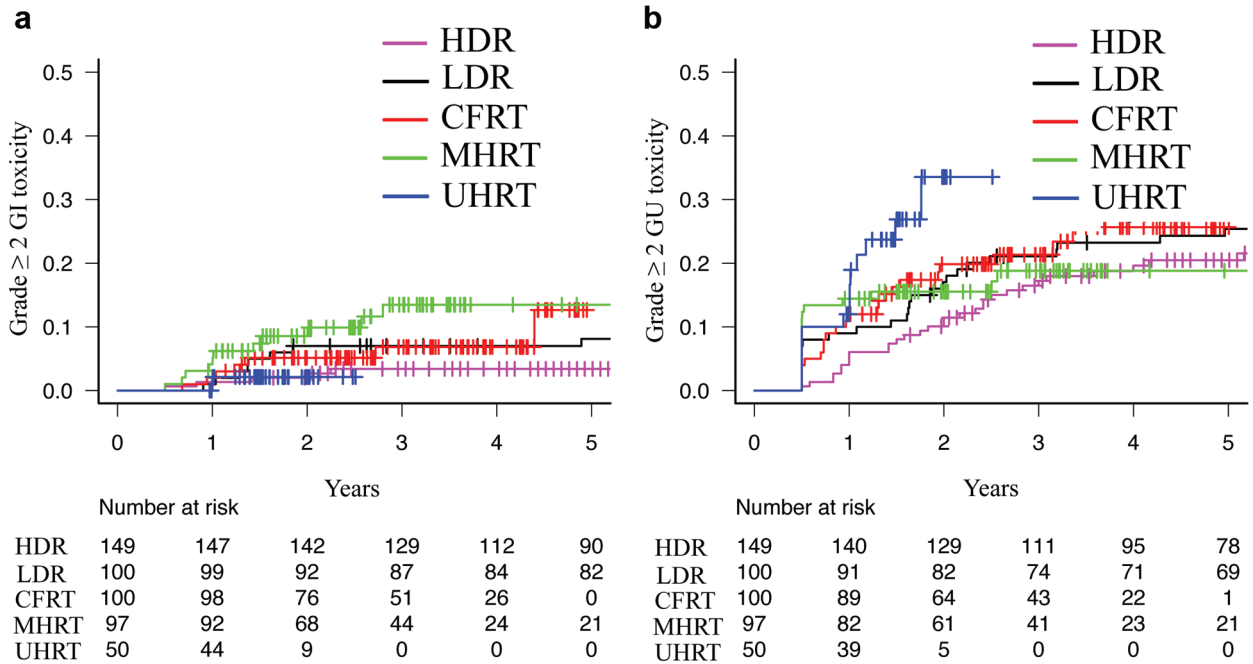 a
HDR
LDR
CFRT
MHRT
UHRT
Grade ≥ 2 GI toxicity
0.5
0.4
0.3
0.2
0.1
0.0
0 1 2 3 4 5
Years
Number at risk
HDR 149 147 142 129 112 90
LDR 100 99 92 87 84 82
CFRT 100 98 76 51 26 0
MHRT 97 92 68 44 24 21
UHRT 50 44 9 0 0 0
b
HDR
LDR
CFRT
MHRT
UHRT
Grade ≥ 2 GU toxicity
0.5
0.4
0.3
0.2
0.1
0.0
0 1 2 3 4 5
Years
Number at risk
HDR 149 140 129 111 95 78
LDR 100 91 82 74 71 69
CFRT 100 89 64 43 22 1
MHRT 97 82 61 41 23 21
UHRT 50 39 5 0 0 0